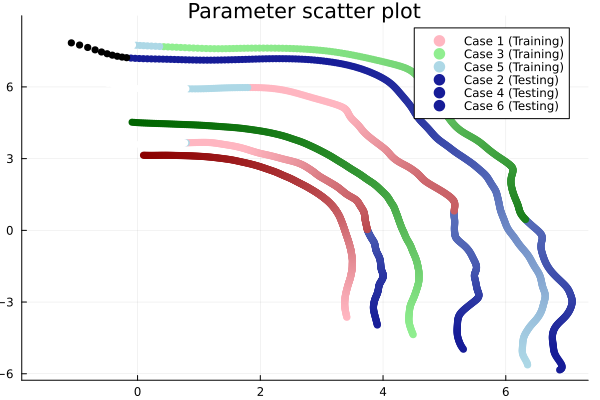 Parameter scatter plot
Case 1 (Training)
Case 3 (Training)
Case 5 (Training)
Case 2 (Testing)
Case 4 (Testing)
Case 6 (Testing)
6
3
0
−3
−6
0 2 4 6